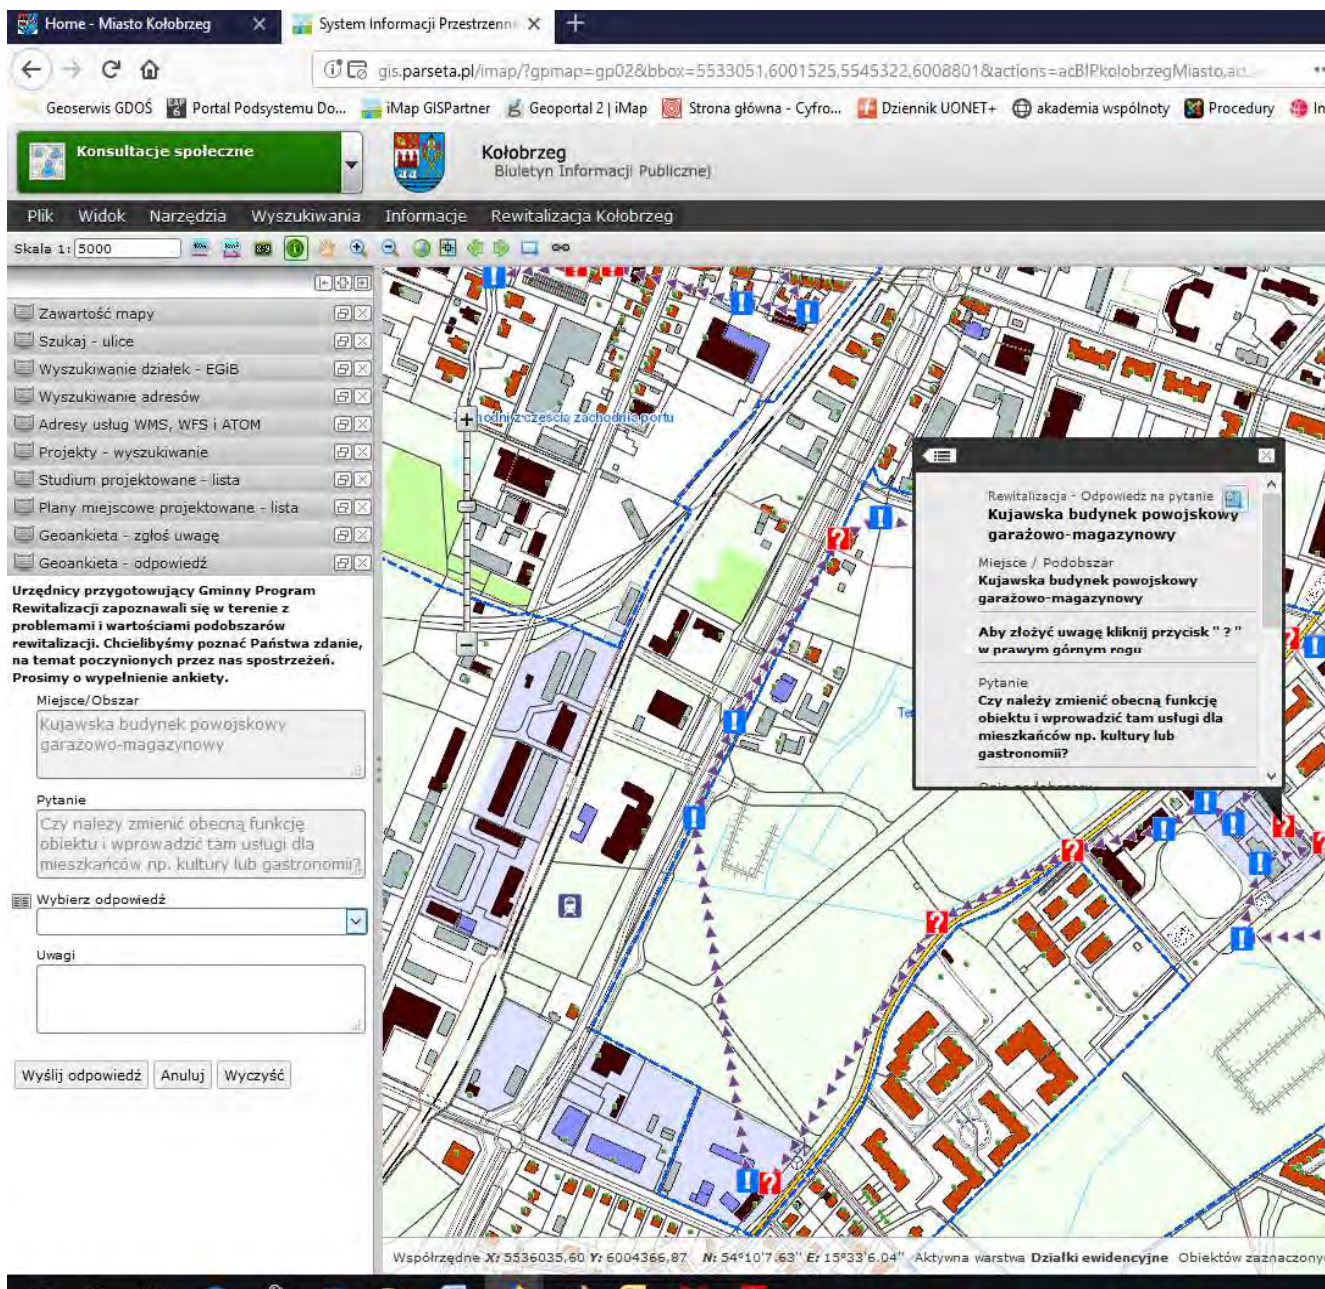 Home - Miasto Kołobrzeg
System Informacji Przestrzenn
gis.parseta.pl/imap/?gpmap=gp02&bbox=5533051,6001525,5545322,6008801&actions=acBIPkolobrzegMiasto,ac
Geoserwis GDOŚ
Portal Podsystemu Do...
iMap GISPartner
Geoportal 2 | iMap
Strona główna - Cyfro...
Dziennik UONET+
akademia wspólnoty
Procedury
In
Konsultacje społeczne
Kołobrzeg
Biuletyn Informacji Publicznej
Plik Widok Narzędzia Wyszukiwania Informacje Rewitalizacja Kołobrzeg
Skala 1: 5000
Zawartość mapy
Szukaj - ulice
Wyszukiwanie działek - EGiB
Wyszukiwanie adresów
Adresy usług WMS, WFS i ATOM
Projekty - wyszukiwanie
Studium projektowane - lista
Plany miejscowe projektowane - lista
Geoankieta - zgłoś uwagę
Geoankieta - odpowiedź
Urzędnicy przygotowujący Gminny Program
Rewitalizacji zapoznawali się w terenie z
problemami i wartościami podobszarów
rewitalizacji. Chcielibyśmy poznać Państwa zdanie,
na temat poczynionych przez nas spostrzeżeń.
Prosimy o wypełnienie ankiety.
Miejsce/Obszar
Kujawska budynek powojskowy
garażowo-magazynowy
Pytanie
Czy należy zmienić obecną funkcję
obiektu i wprowadzić tam usługi dla
mieszkańców np. kultury lub gastronomii?
Wybierz odpowiedź
Uwagi
Wyślij odpowiedź Anuluj Wyczyść
hodni z częścią zachodnią portu
Te
Rewitalizacja - Odpowiedz na pytanie
Kujawska budynek powojskowy
garażowo-magazynowy
Miejsce / Podobszar
Kujawska budynek powojskowy
garażowo-magazynowy
Aby złożyć uwagę kliknij przycisk " ? "
w prawym górnym rogu
Pytanie
Czy należy zmienić obecną funkcję
obiektu i wprowadzić tam usługi dla
mieszkańców np. kultury lub
gastronomii?
Współrzędne X: 5536035,60 Y: 6004366,87 N: 54°10'7.63" E: 15°33'6.04" Aktywna warstwa Działki ewidencyjne Obiektów zaznaczony